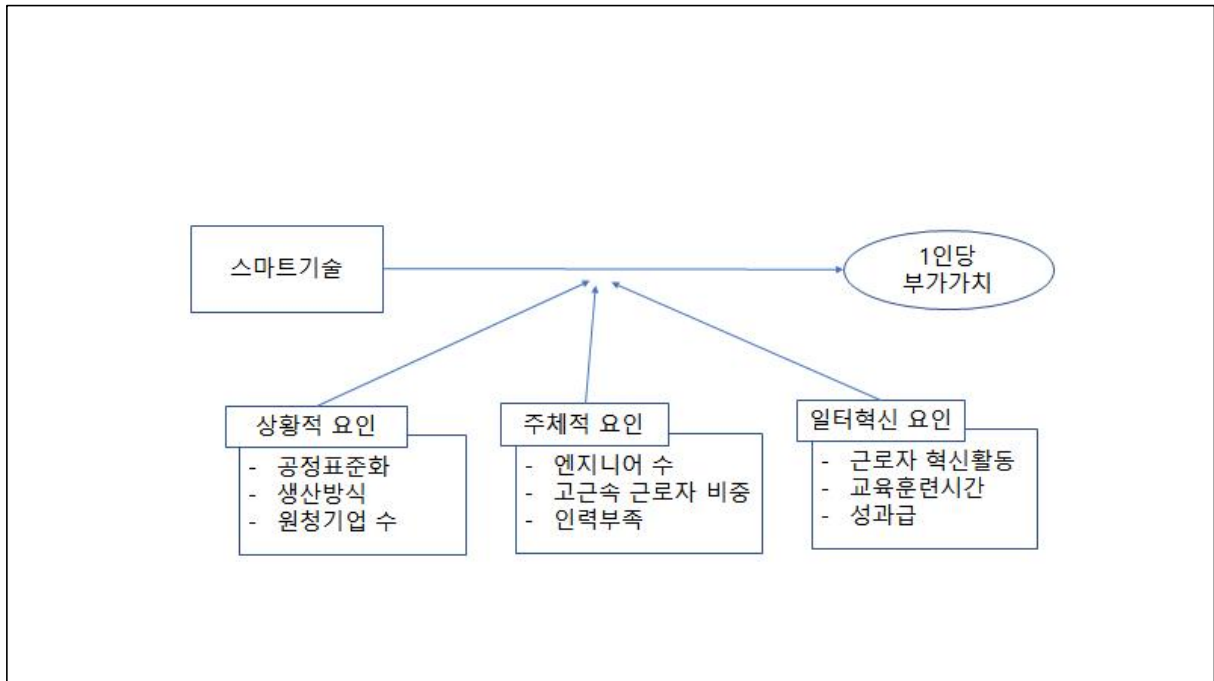 스마트기술
1인당
부가가치
상황적 요인
- 공정표준화
- 생산방식
- 원청기업 수
주체적 요인
- 엔지니어 수
- 고근속 근로자 비중
- 인력부족
일터혁신 요인
- 근로자 혁신활동
- 교육훈련시간
- 성과급